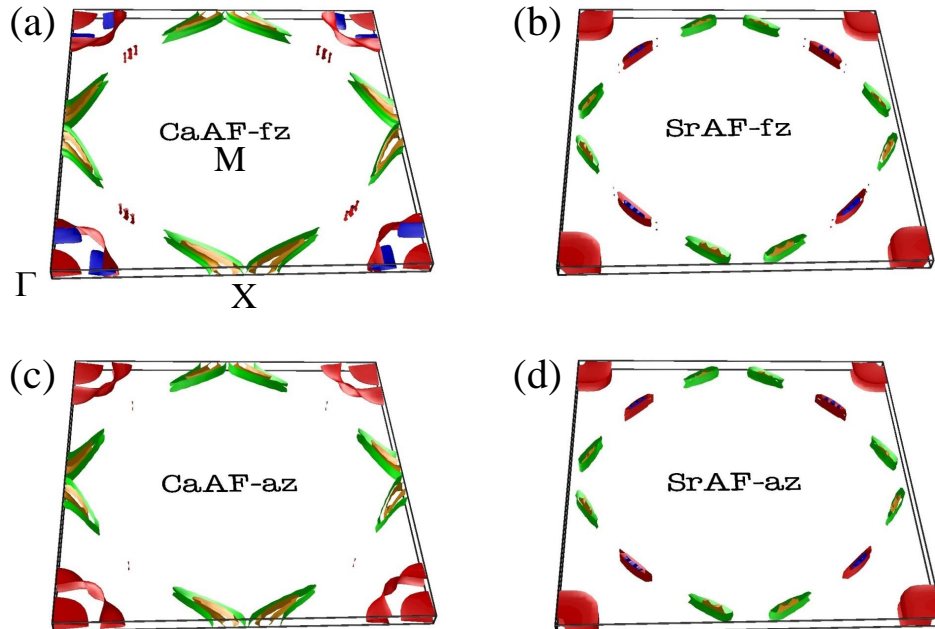 (a)
CaAF-fz
M
Γ
X
(b)
SrAF-fz
(c)
CaAF-az
(d)
SrAF-az